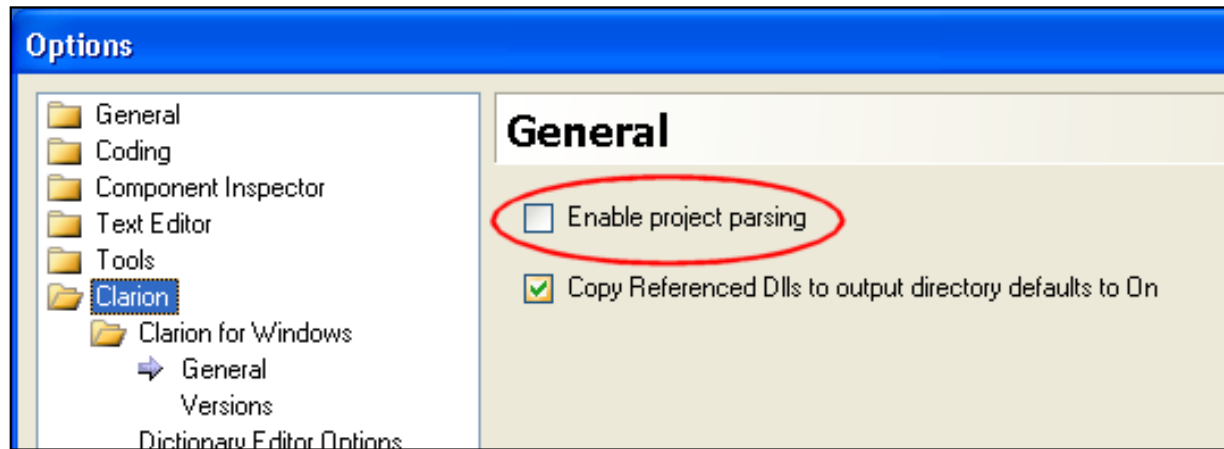 Options
General
Coding
Component Inspector
Text Editor
Tools
Clarion
Clarion for Windows
General
Versions
Dictionary Editor Options
General
Enable project parsing
Copy Referenced Dlls to output directory defaults to On